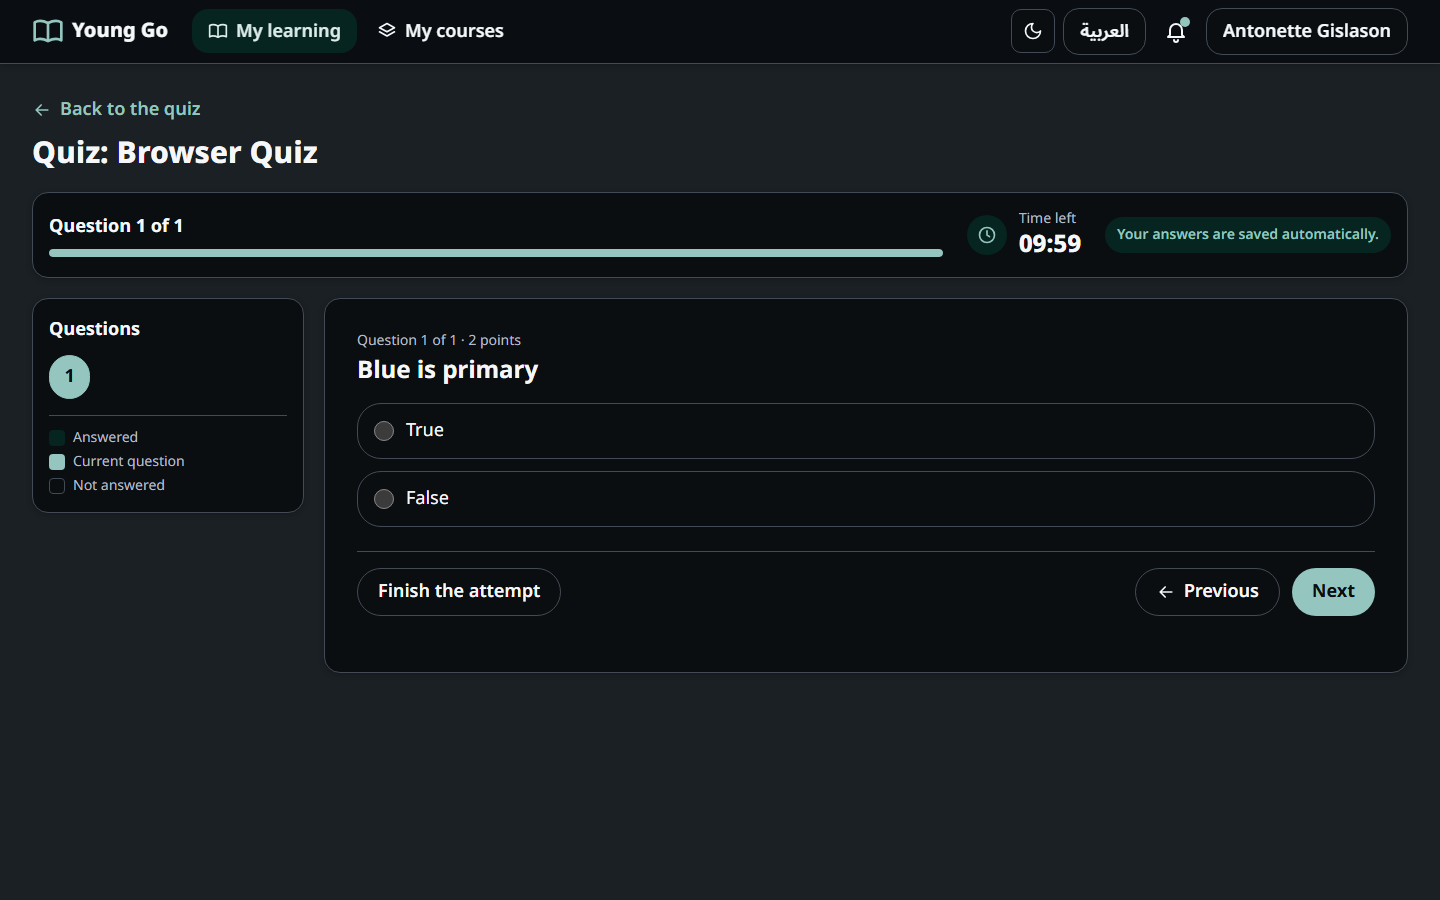 Young Go
My learning
My courses
العربية
Antonette Gislason
Back to the quiz
Quiz: Browser Quiz
Question 1 of 1
Time left
09:59
Your answers are saved automatically.
Questions
1
Answered
Current question
Not answered
Question 1 of 1 · 2 points
Blue is primary
True
False
Finish the attempt
Previous
Next